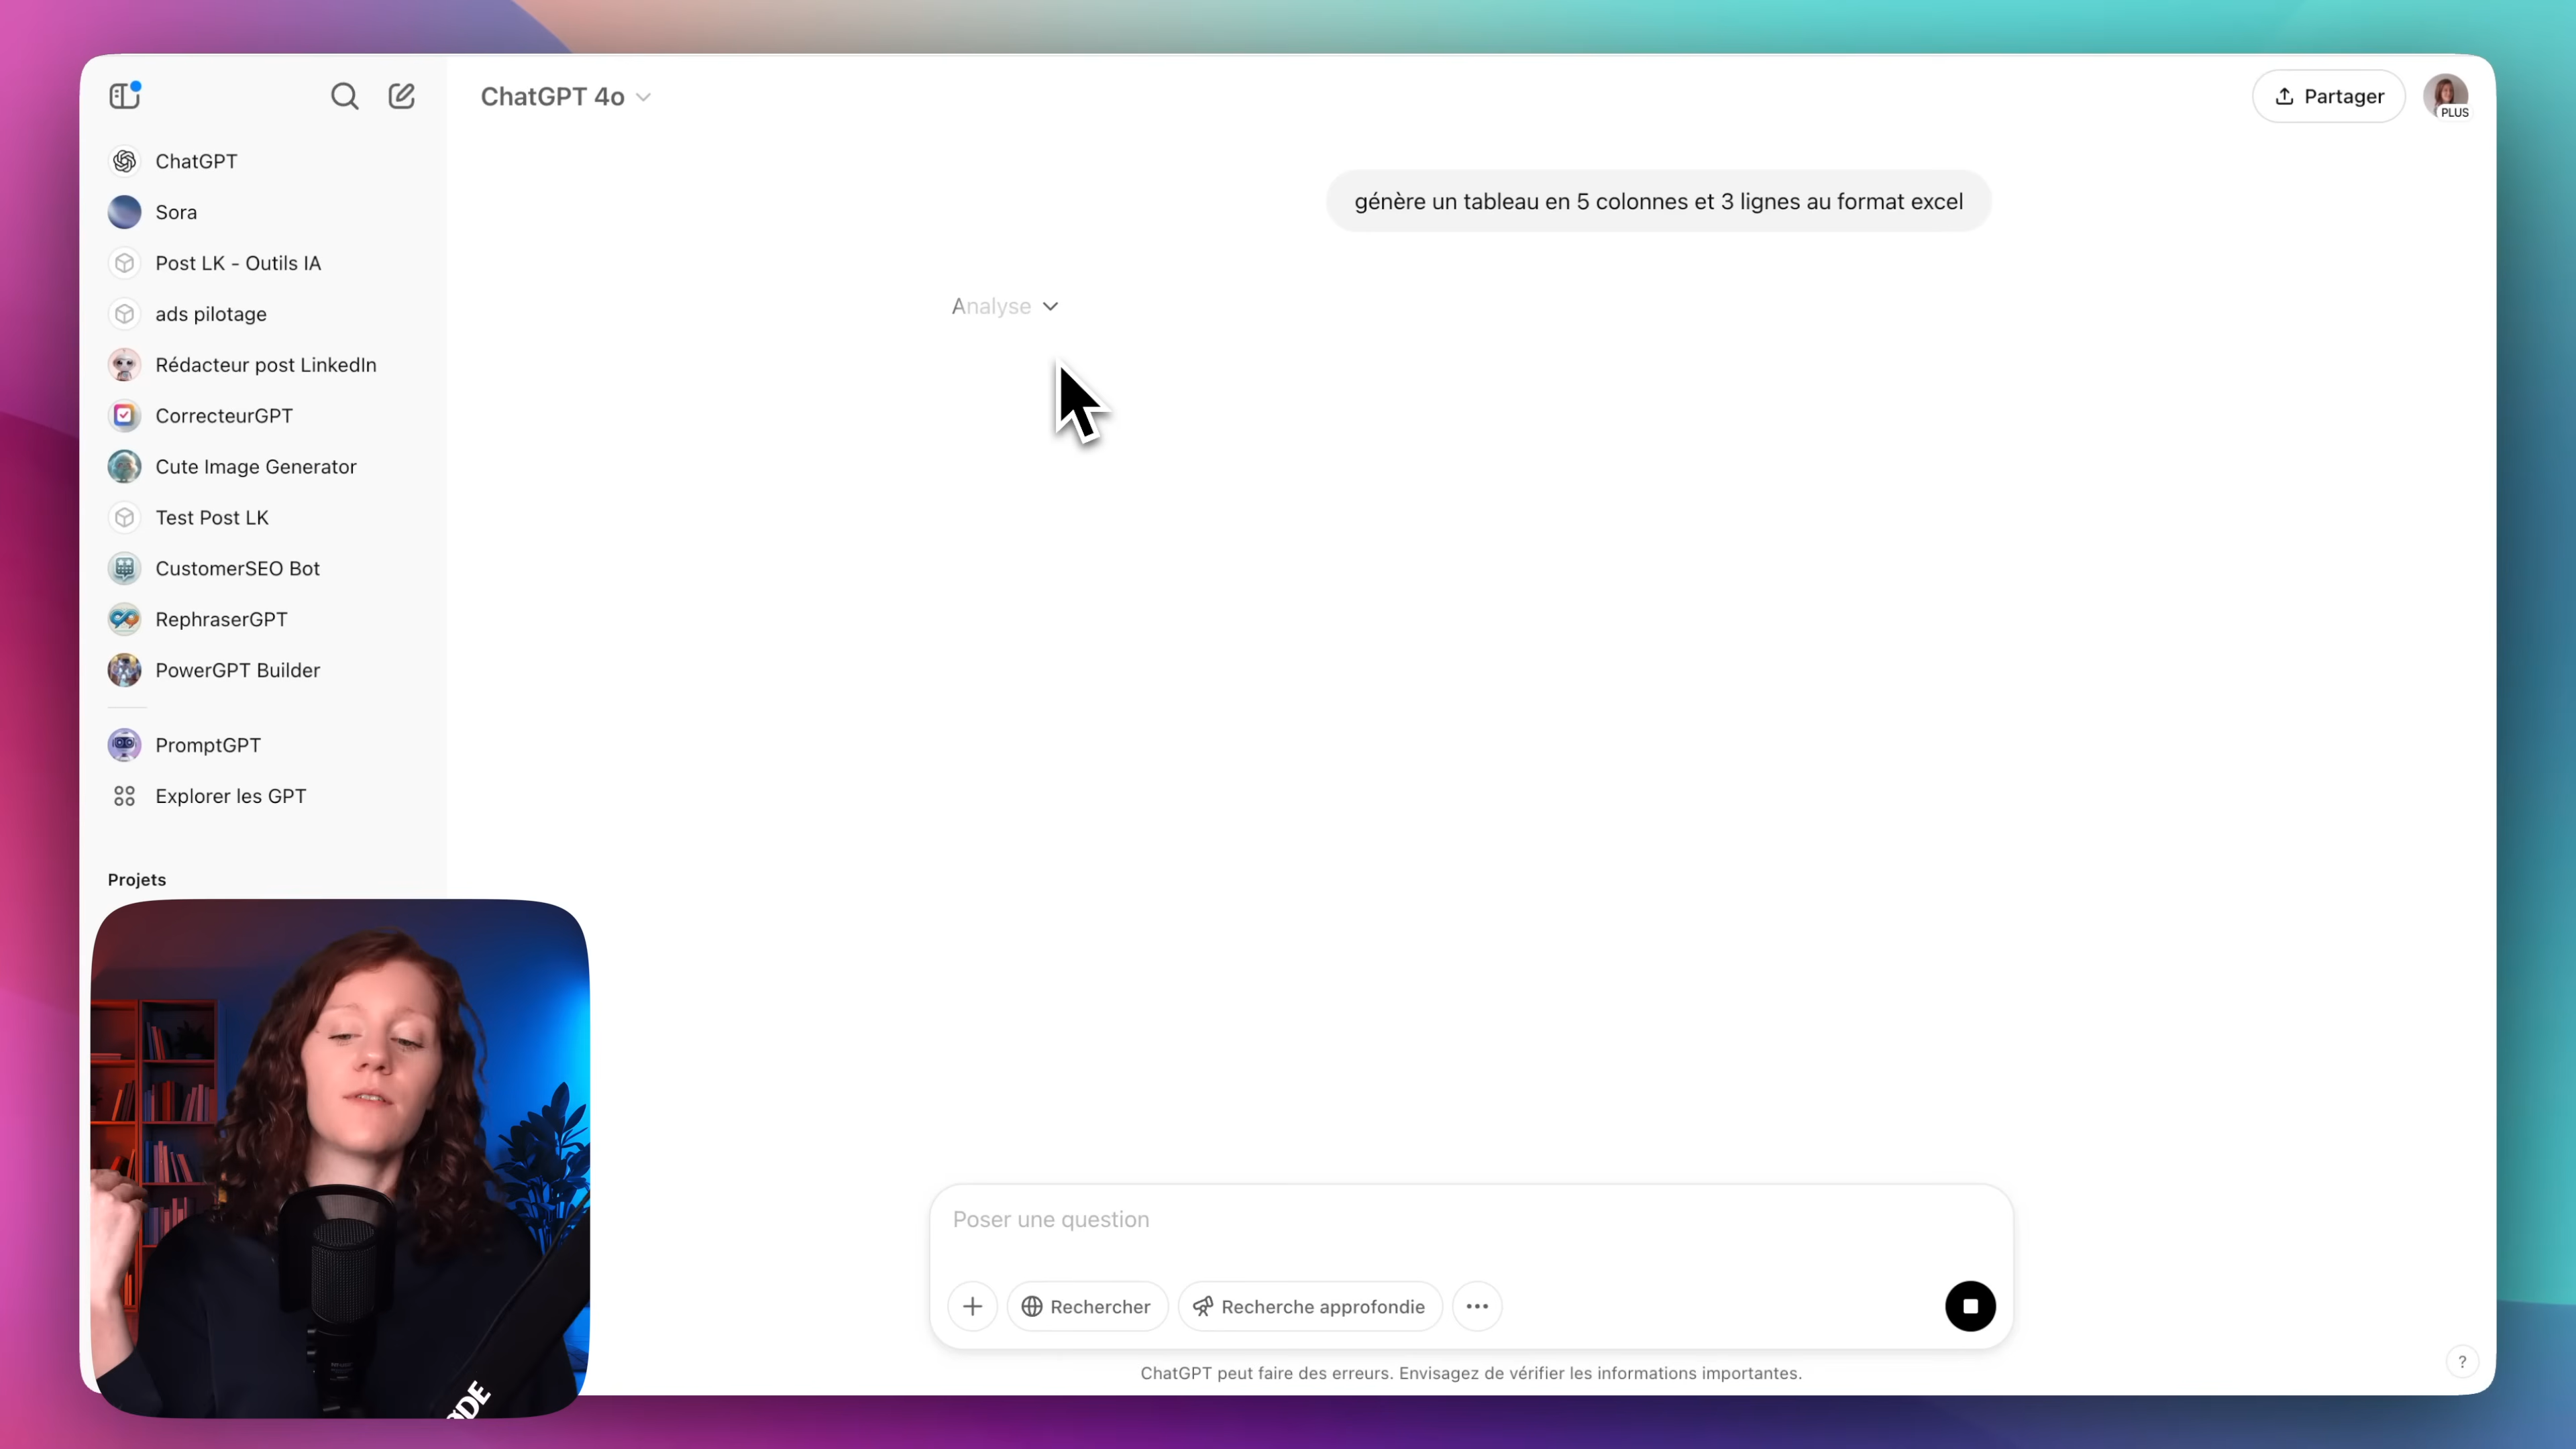 ChatGPT 4o
Partager
PLUS
ChatGPT
Sora
Post LK - Outils IA
ads pilotage
Rédacteur post LinkedIn
CorrecteurGPT
Cute Image Generator
Test Post LK
CustomerSEO Bot
RephraserGPT
PowerGPT Builder
PromptGPT
Explorer les GPT
Projets
génère un tableau en 5 colonnes et 3 lignes au format excel
Analyse
Poser une question
Rechercher
Recherche approfondie
ChatGPT peut faire des erreurs. Envisagez de vérifier les informations importantes.
?